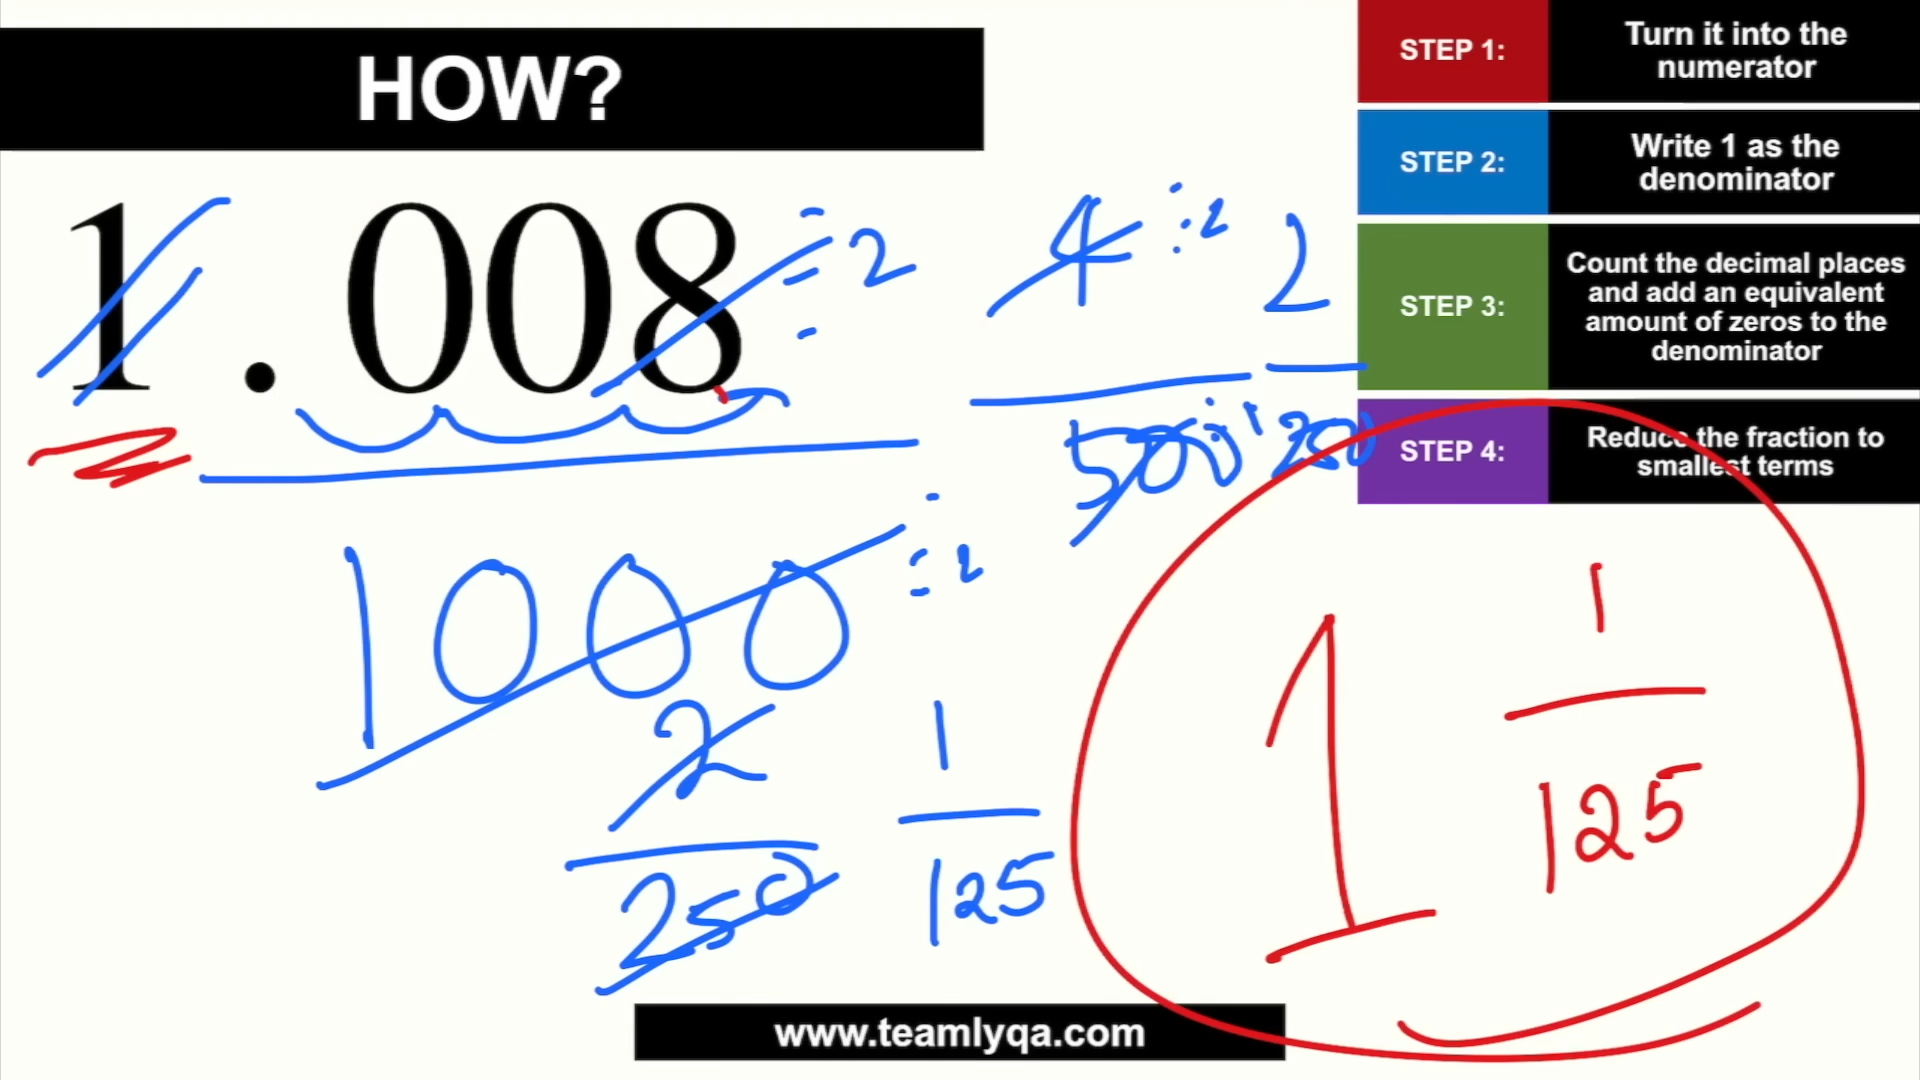 HOW?
STEP 1:
Turn it into the
numerator
STEP 2:
Write 1 as the
denominator
STEP 3:
Count the decimal places
and add an equivalent
amount of zeros to the
denominator
STEP 4:
Reduce the fraction to
smallest terms
1.008 ÷2
1000 ÷2
4 ÷2
500
2
250
2
250
1
125
1 1
125
www.teamlyqa.com